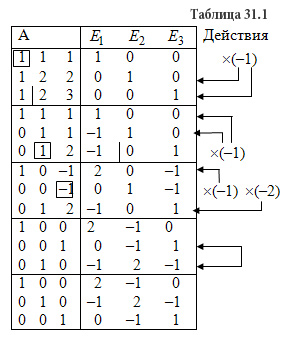 Таблица 31.1
A E₁ E₂ E₃ Действия
1 1 1 1 0 0
×(–1)
1 2 2 0 1 0
1 2 3 0 0 1
1 1 1 1 0 0
0 1 1 –1 1 0
0 1 2 –1 0 1 ×(–1)
1 0 –1 2 0 –1
0 0 –1 0 1 –1 ×(–1) ×(–2)
0 1 2 –1 0 1
1 0 0 2 –1 0
0 0 1 0 –1 1
0 1 0 –1 2 –1
1 0 0 2 –1 0
0 1 0 –1 2 –1
0 0 1 0 –1 1